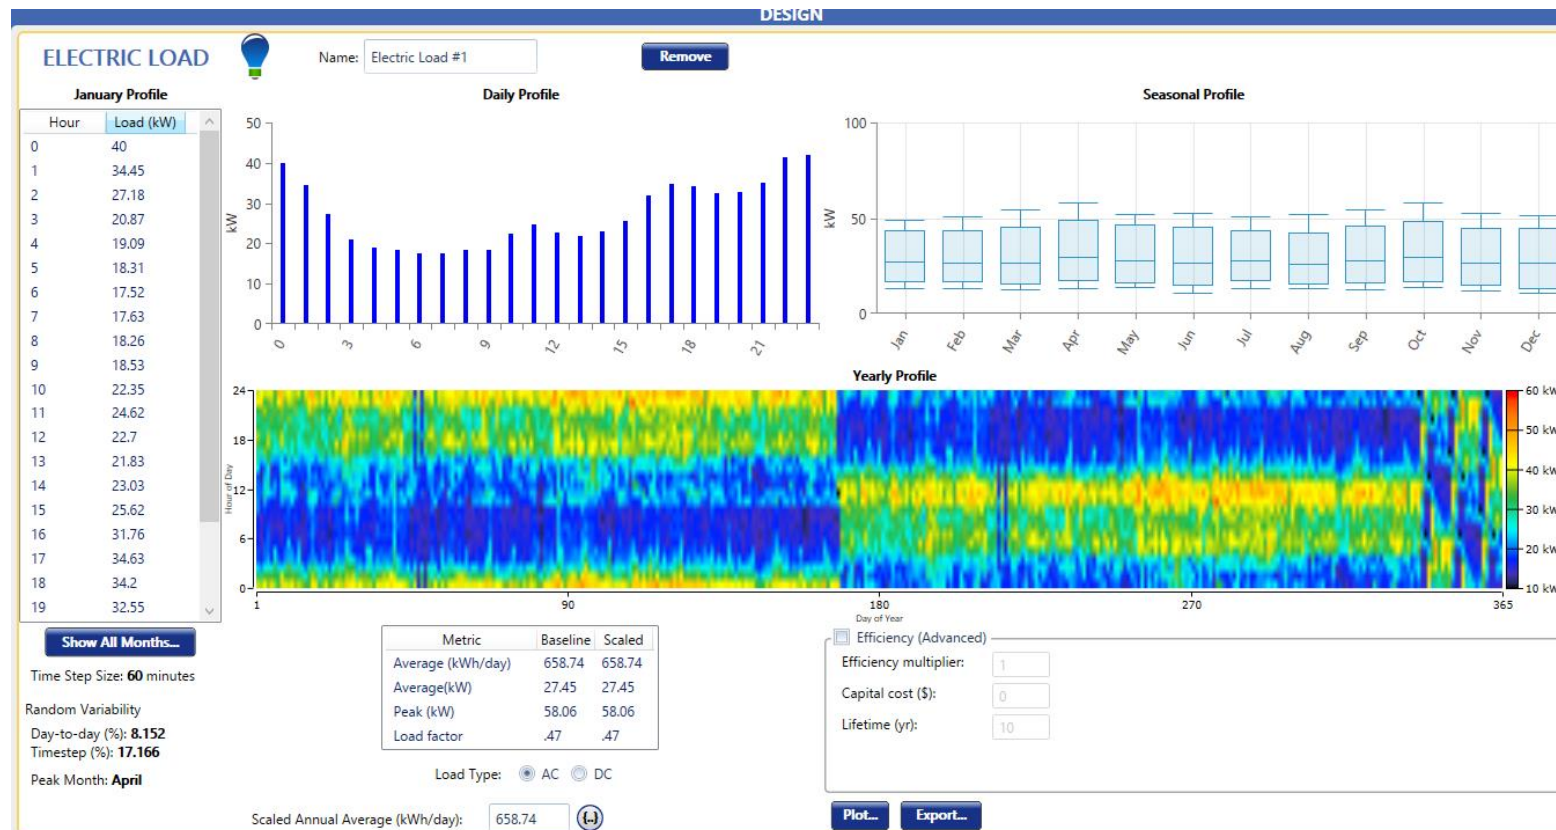 DESIGN
ELECTRIC LOAD
Name: Electric Load #1
Remove
January Profile
Hour Load (kW)
0 40
1 34.45
2 27.18
3 20.87
4 19.09
5 18.31
6 17.52
7 17.63
8 18.26
9 18.53
10 22.35
11 24.62
12 22.7
13 21.83
14 23.03
15 25.62
16 31.76
17 34.63
18 34.2
19 32.55
Show All Months...
Time Step Size: 60 minutes
Random Variability
Day-to-day (%): 8.152
Timestep (%): 17.166
Peak Month: April
Daily Profile
kW
50
40
30
20
10
0
0 3 6 9 12 15 18 21
Seasonal Profile
kW
100
50
0
Jan Feb Mar Apr May Jun Jul Aug Sep Oct Nov Dec
Yearly Profile
Hour of Day
24
18
12
6
0
1 90 180 270 365
Day of Year
60 kW
50 kW
40 kW
30 kW
20 kW
10 kW
Metric Baseline Scaled
Average (kWh/day) 658.74 658.74
Average(kW) 27.45 27.45
Peak (kW) 58.06 58.06
Load factor .47 .47
Load Type: AC DC
Scaled Annual Average (kWh/day): 658.74 {..}
Efficiency (Advanced)
Efficiency multiplier: 1
Capital cost ($): 0
Lifetime (yr): 10
Plot... Export...